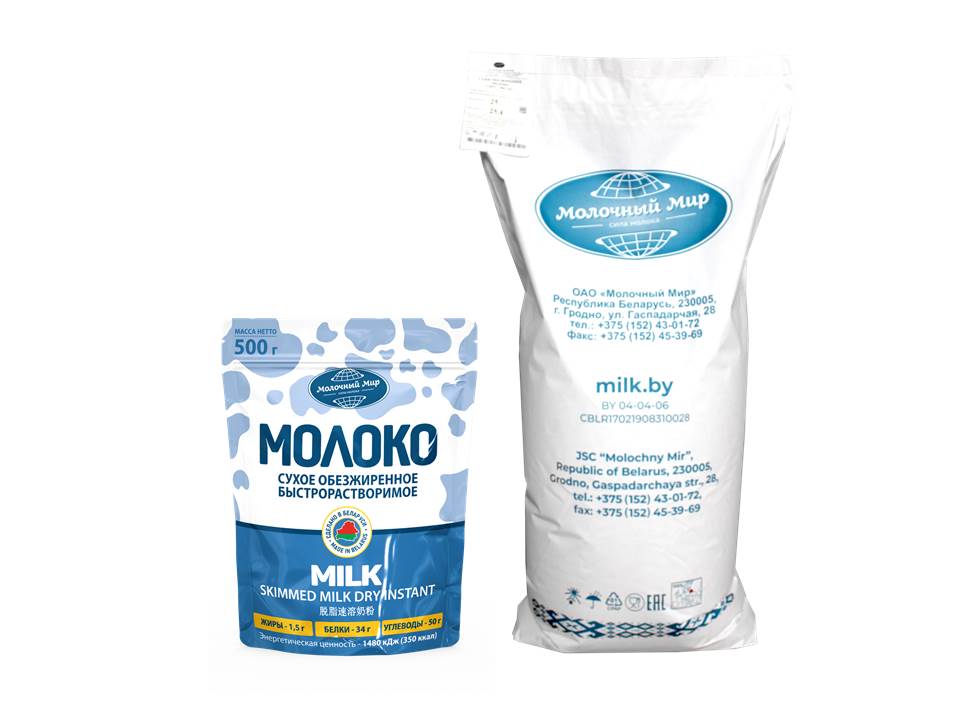 МАССА НЕТТО
500 г
Молочный Мир
сила молока
МОЛОКО
СУХОЕ ОБЕЗЖИРЕННОЕ
БЫСТРОРАСТВОРИМОЕ
СДЕЛАНО В БЕЛАРУСИ
MADE IN BELARUS
MILK
SKIMMED MILK DRY INSTANT
脱脂速溶奶粉
ЖИРЫ - 1,5 г БЕЛКИ - 34 г УГЛЕВОДЫ - 50 г
Энергетическая ценность - 1480 кДж (350 ккал)
Молочный Мир
сила молока
ОАО «Молочный Мир»
Республика Беларусь, 230005,
г. Гродно, ул. Гаспадарчая, 28
тел.: +375 (152) 43-01-72
факс: +375 (152) 45-39-69
milk.by
BY 04-04-06
CBLR17021908310028
JSC “Molochny Mir”,
Republic of Belarus, 230005,
Grodno, Gaspadarchaya str., 28,
tel.: +375 (152) 43-01-72,
fax: +375 (152) 45-39-69
EAC